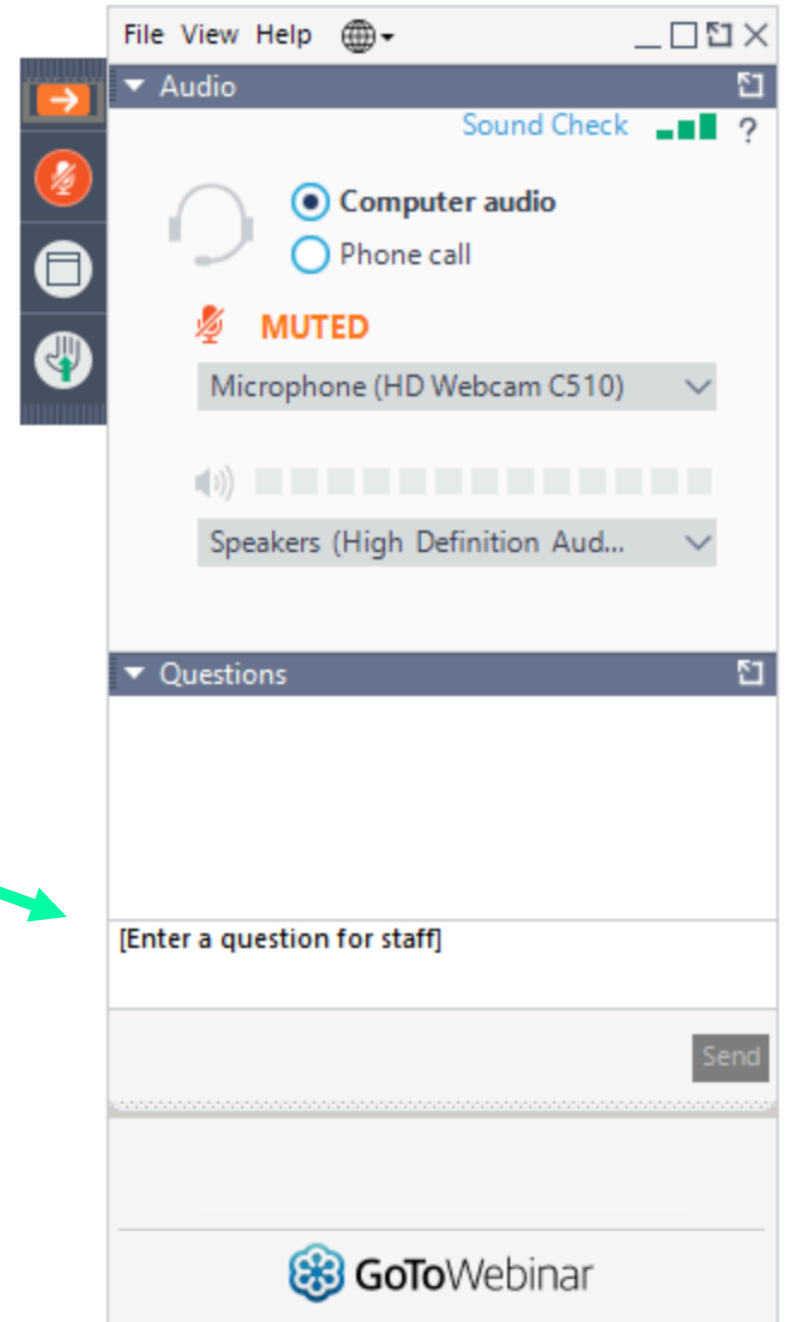 File View Help
Audio
Sound Check ?
Computer audio
Phone call
MUTED
Microphone (HD Webcam C510)
Speakers (High Definition Aud...
Questions
[Enter a question for staff]
Send
GoToWebinar